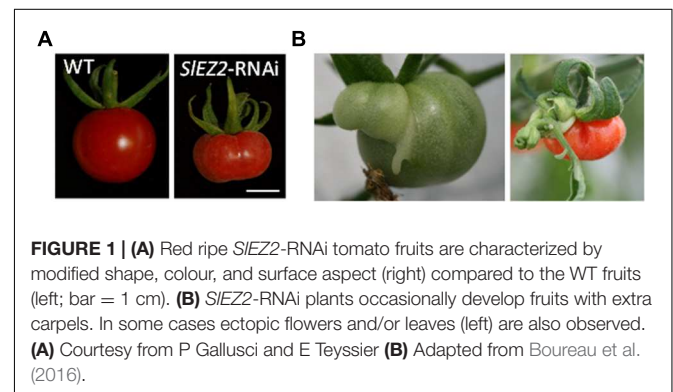 A
B
WT
SlEZ2-RNAi
FIGURE 1 | (A) Red ripe SlEZ2-RNAi tomato fruits are characterized by
modified shape, colour, and surface aspect (right) compared to the WT fruits
(left; bar = 1 cm). (B) SlEZ2-RNAi plants occasionally develop fruits with extra
carpels. In some cases ectopic flowers and/or leaves (left) are also observed.
(A) Courtesy from P Gallusci and E Teyssier (B) Adapted from Boureau et al.
(2016).